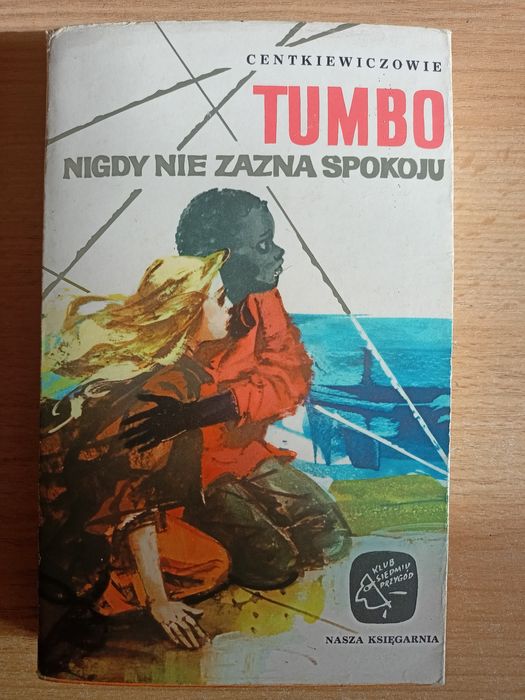 CENTKIEWICZOWIE
TUMBO
NIGDY NIE ZAZNA SPOKOJU
KLUB
SIEDMIU
PRZYGÓD
NASZA KSIĘGARNIA